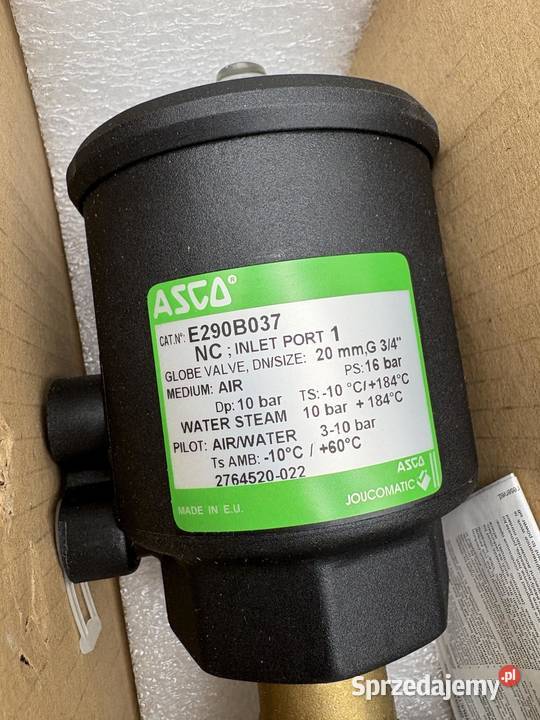 ASCO®
CAT.Nº: E290B037
NC ; INLET PORT 1
GLOBE VALVE, DN/SIZE: 20 mm,G 3/4"
MEDIUM: AIR PS:16 bar
Dp:10 bar TS:-10 °C/+184°C
WATER STEAM 10 bar + 184°C
PILOT: AIR/WATER 3-10 bar
Ts AMB: -10°C / +60°C
2764520-022
ASCO
JOUCOMATIC
MADE IN E.U.
Sprzedajemy.pl